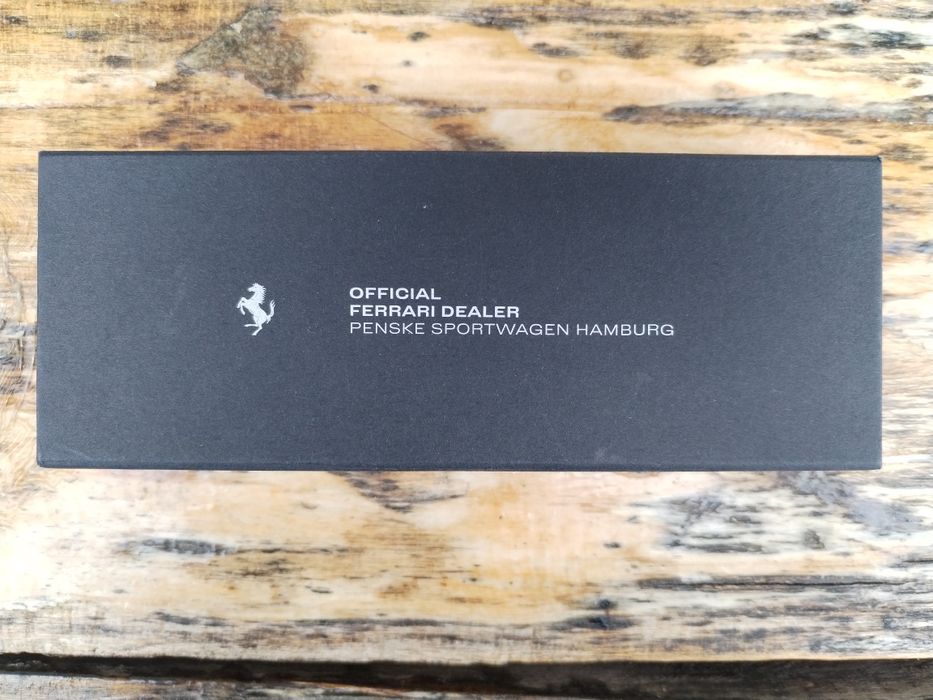 OFFICIAL
FERRARI DEALER
PENSKE SPORTWAGEN HAMBURG